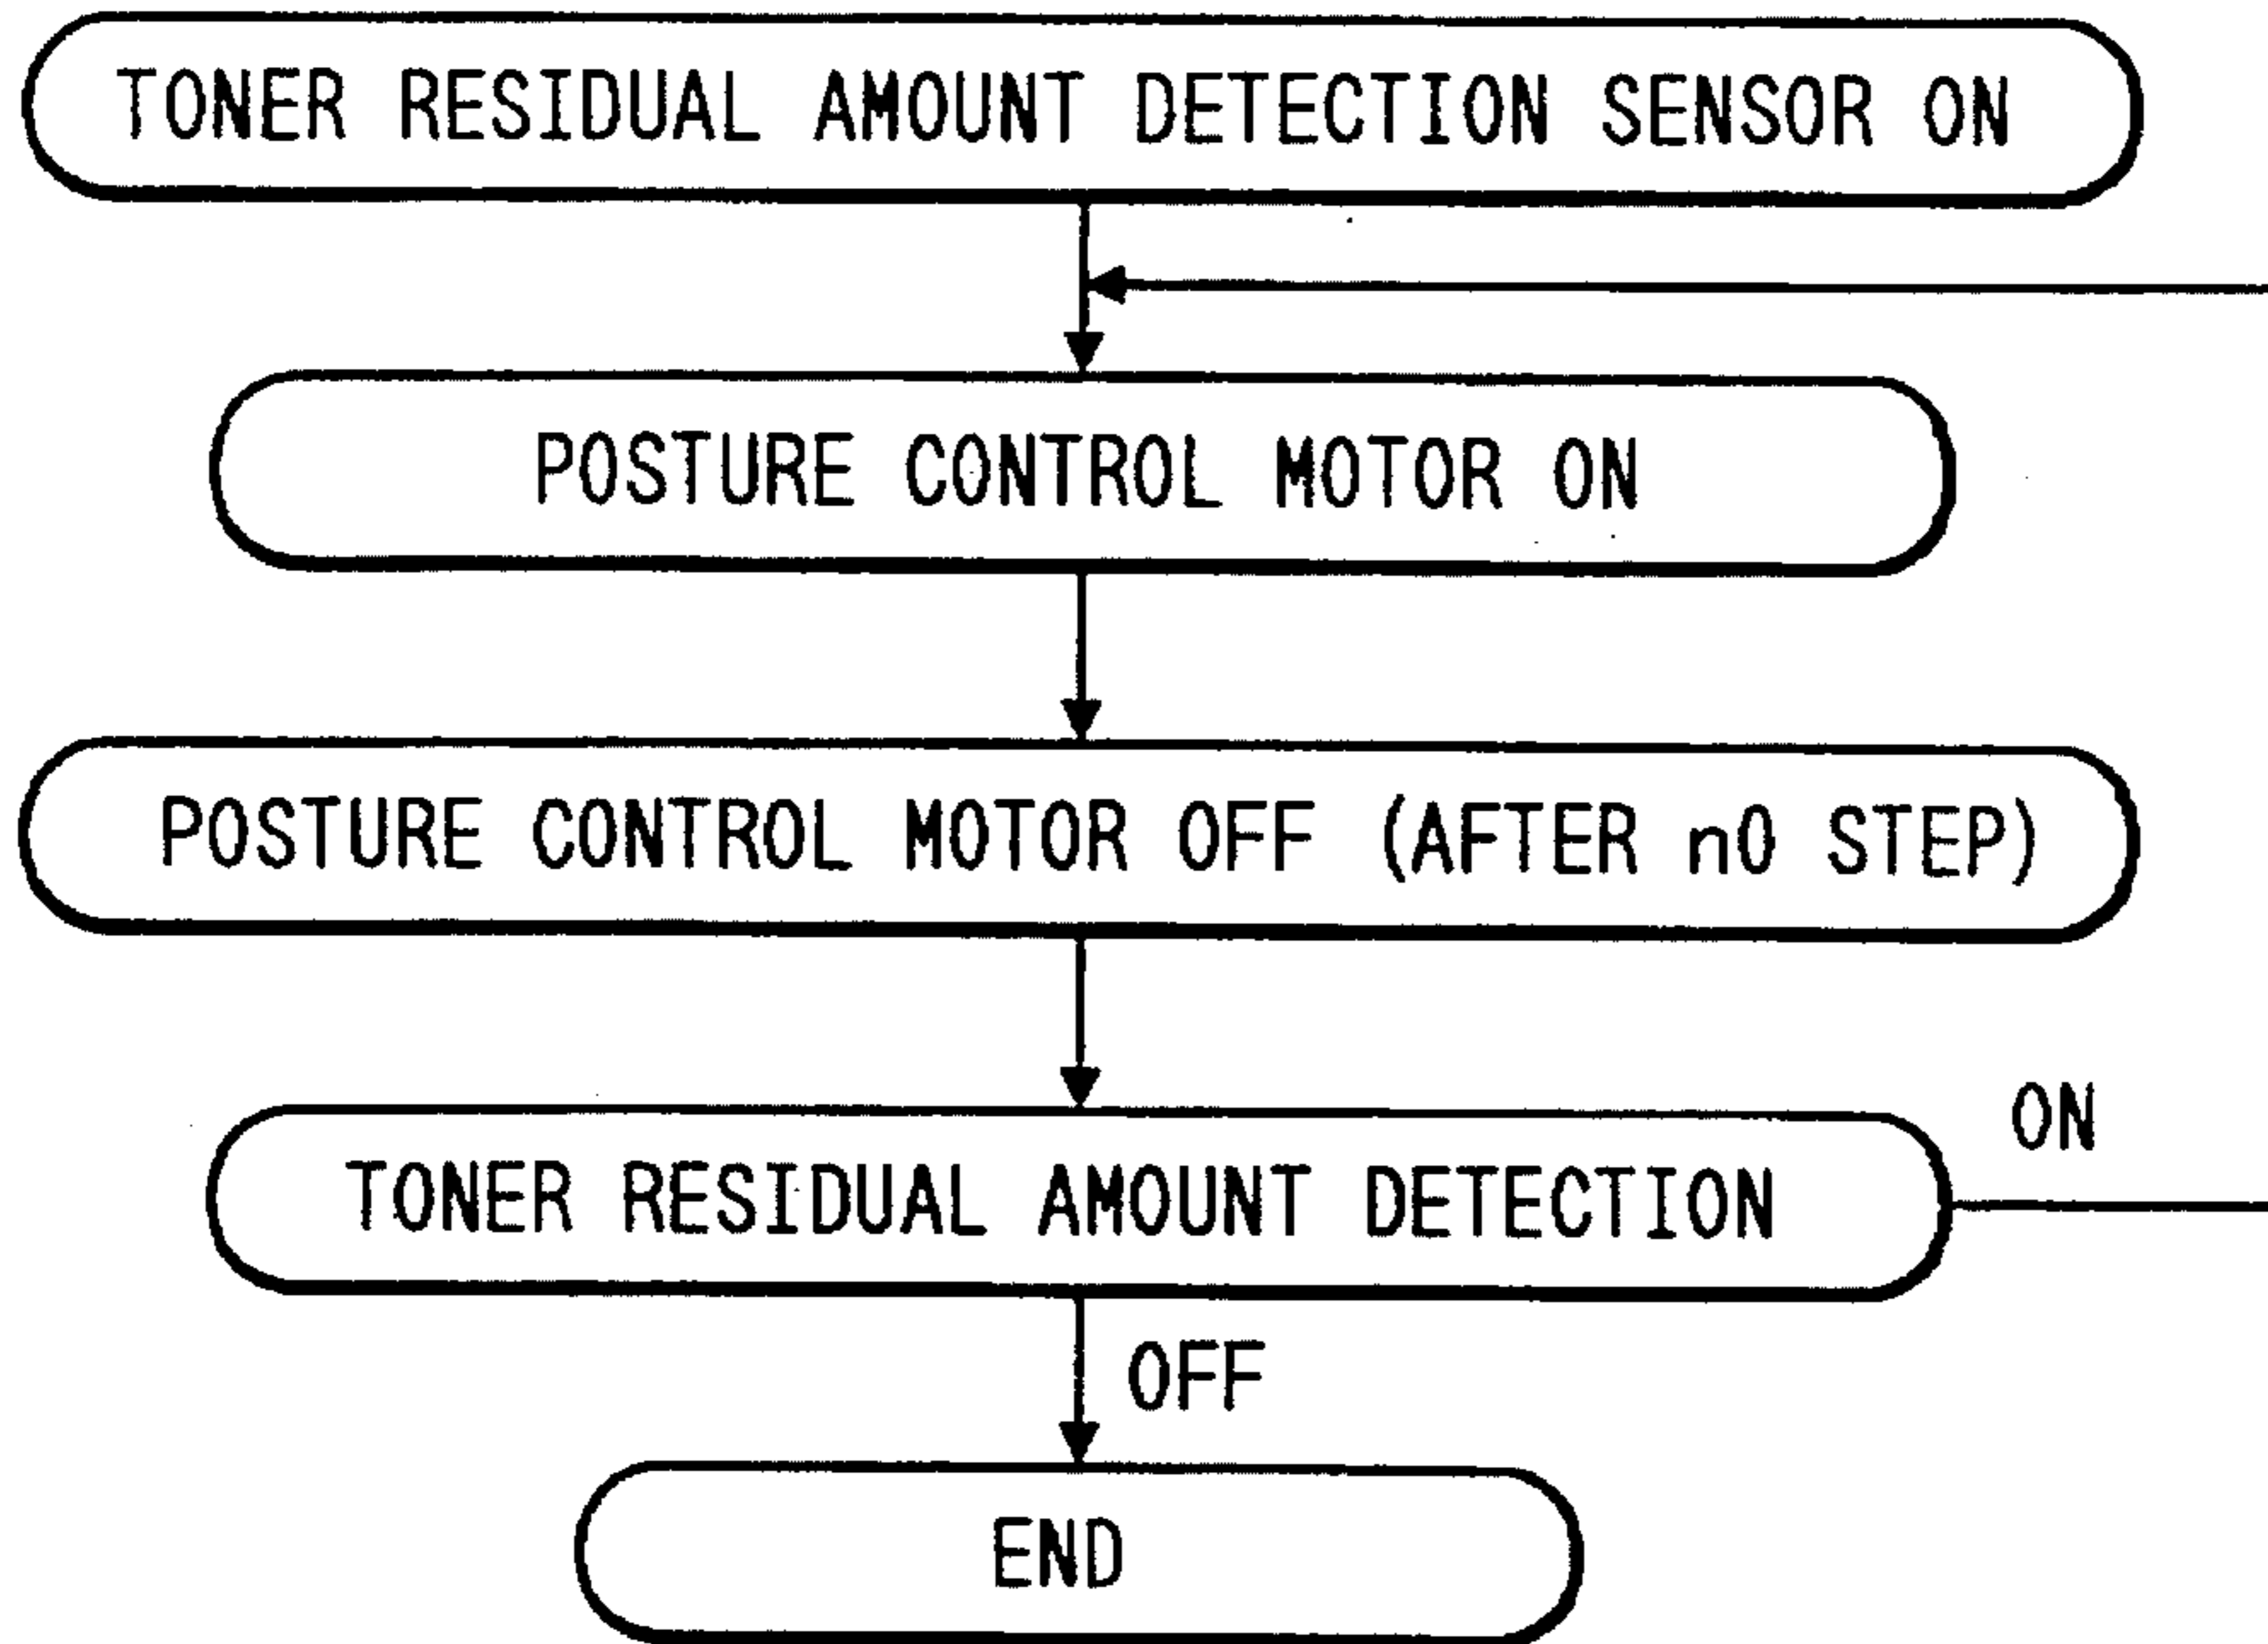 TONER RESIDUAL AMOUNT DETECTION SENSOR ON
POSTURE CONTROL MOTOR ON
POSTURE CONTROL MOTOR OFF (AFTER n0 STEP)
TONER RESIDUAL AMOUNT DETECTION
ON
OFF
END